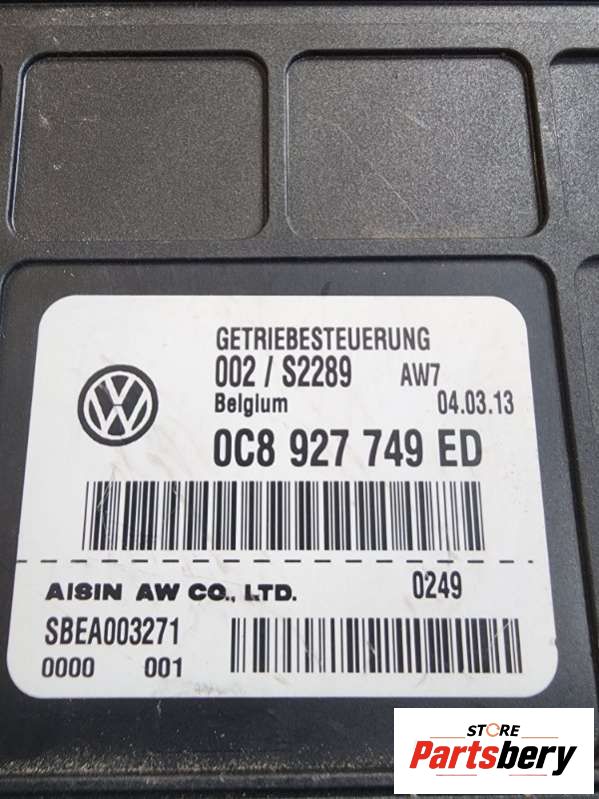 GETRIEBESTEUERUNG
002 / S2289 AW7
Belgium 04.03.13
0C8 927 749 ED
AISIN AW CO., LTD. 0249
SBEA003271
0000 001
STORE
Partsbery